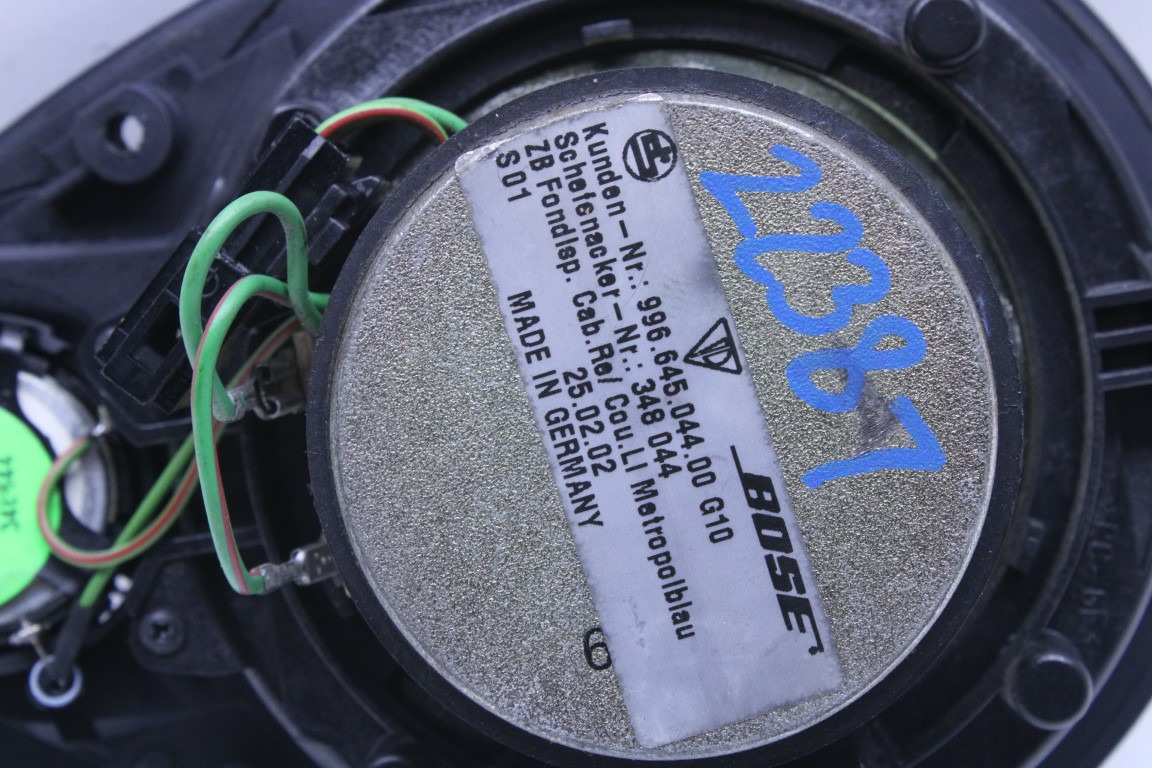 Kunden-Nr.: 996.645.044.00 G10
Schefenacker-Nr.: 348 044
ZB Fondlsp. Cab.Re/ Cou.LI Metropolblau
S01 25.02.02
MADE IN GERMANY
BOSE
22387
6